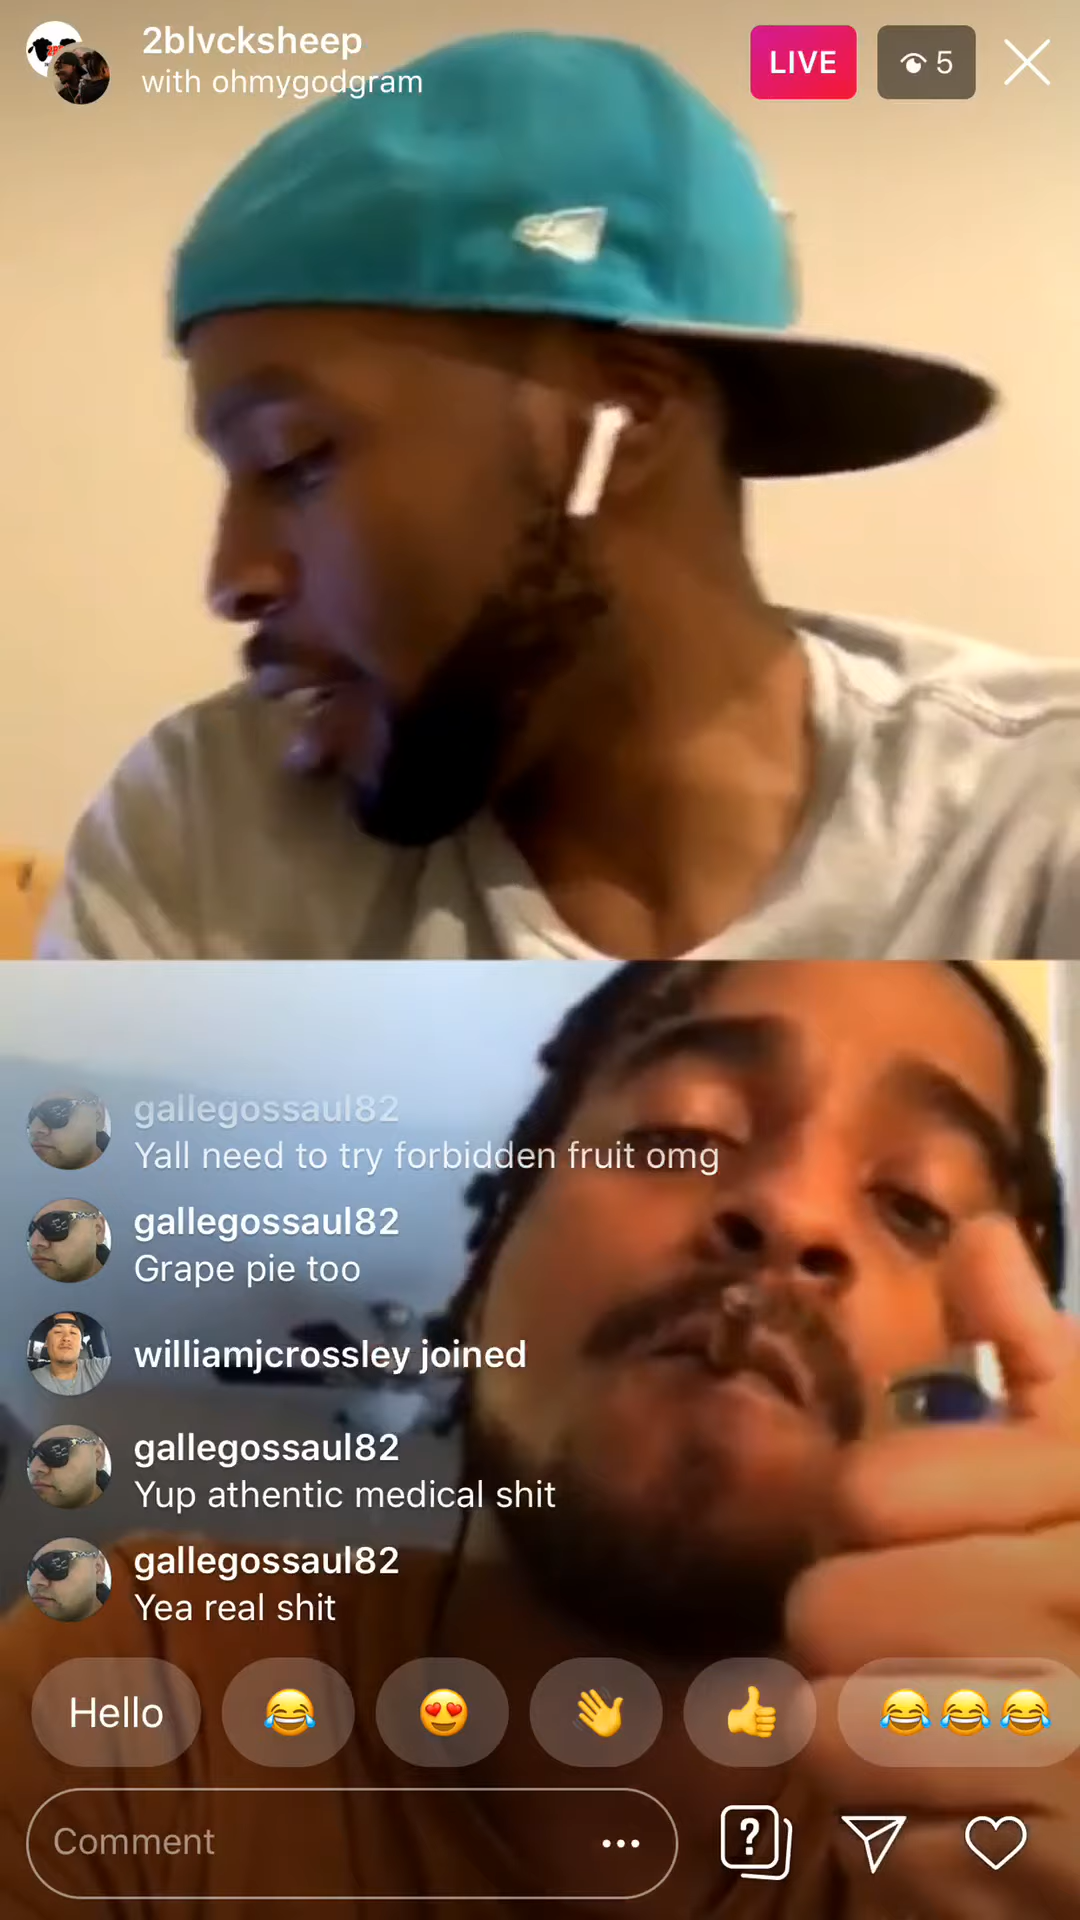 2blvcksheep
with ohmygodgram
LIVE
5
gallegossaul82
Yall need to try forbidden fruit omg
gallegossaul82
Grape pie too
williamjcrossley joined
gallegossaul82
Yup athentic medical shit
gallegossaul82
Yea real shit
Hello 😂 😍 👋 👍 😂😂😂
Comment
?